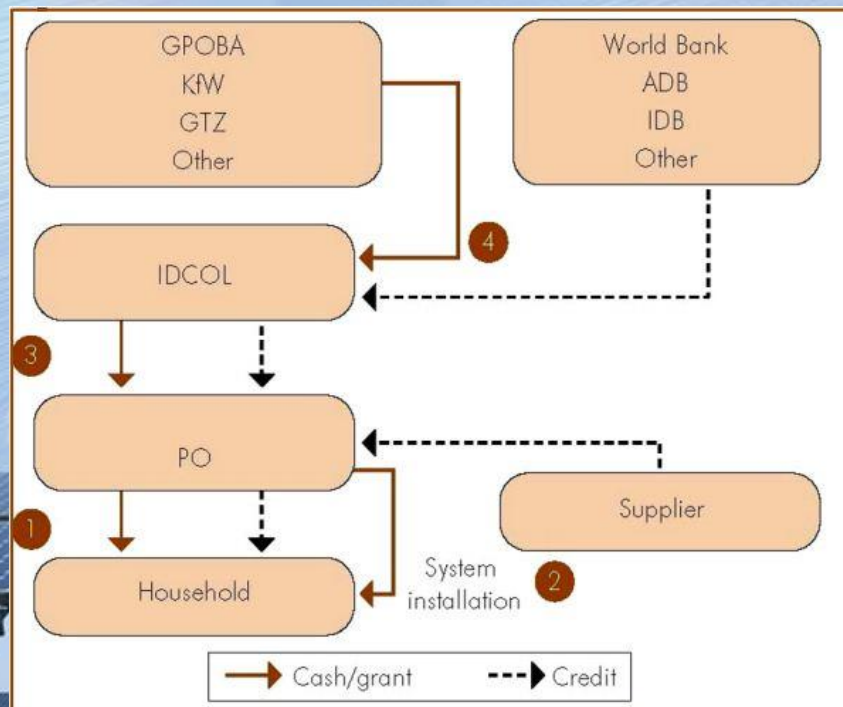 GPOBA
KfW
GTZ
Other
World Bank
ADB
IDB
Other
4
IDCOL
3
PO
1
Supplier
Household
System
installation
2
Cash/grant
Credit